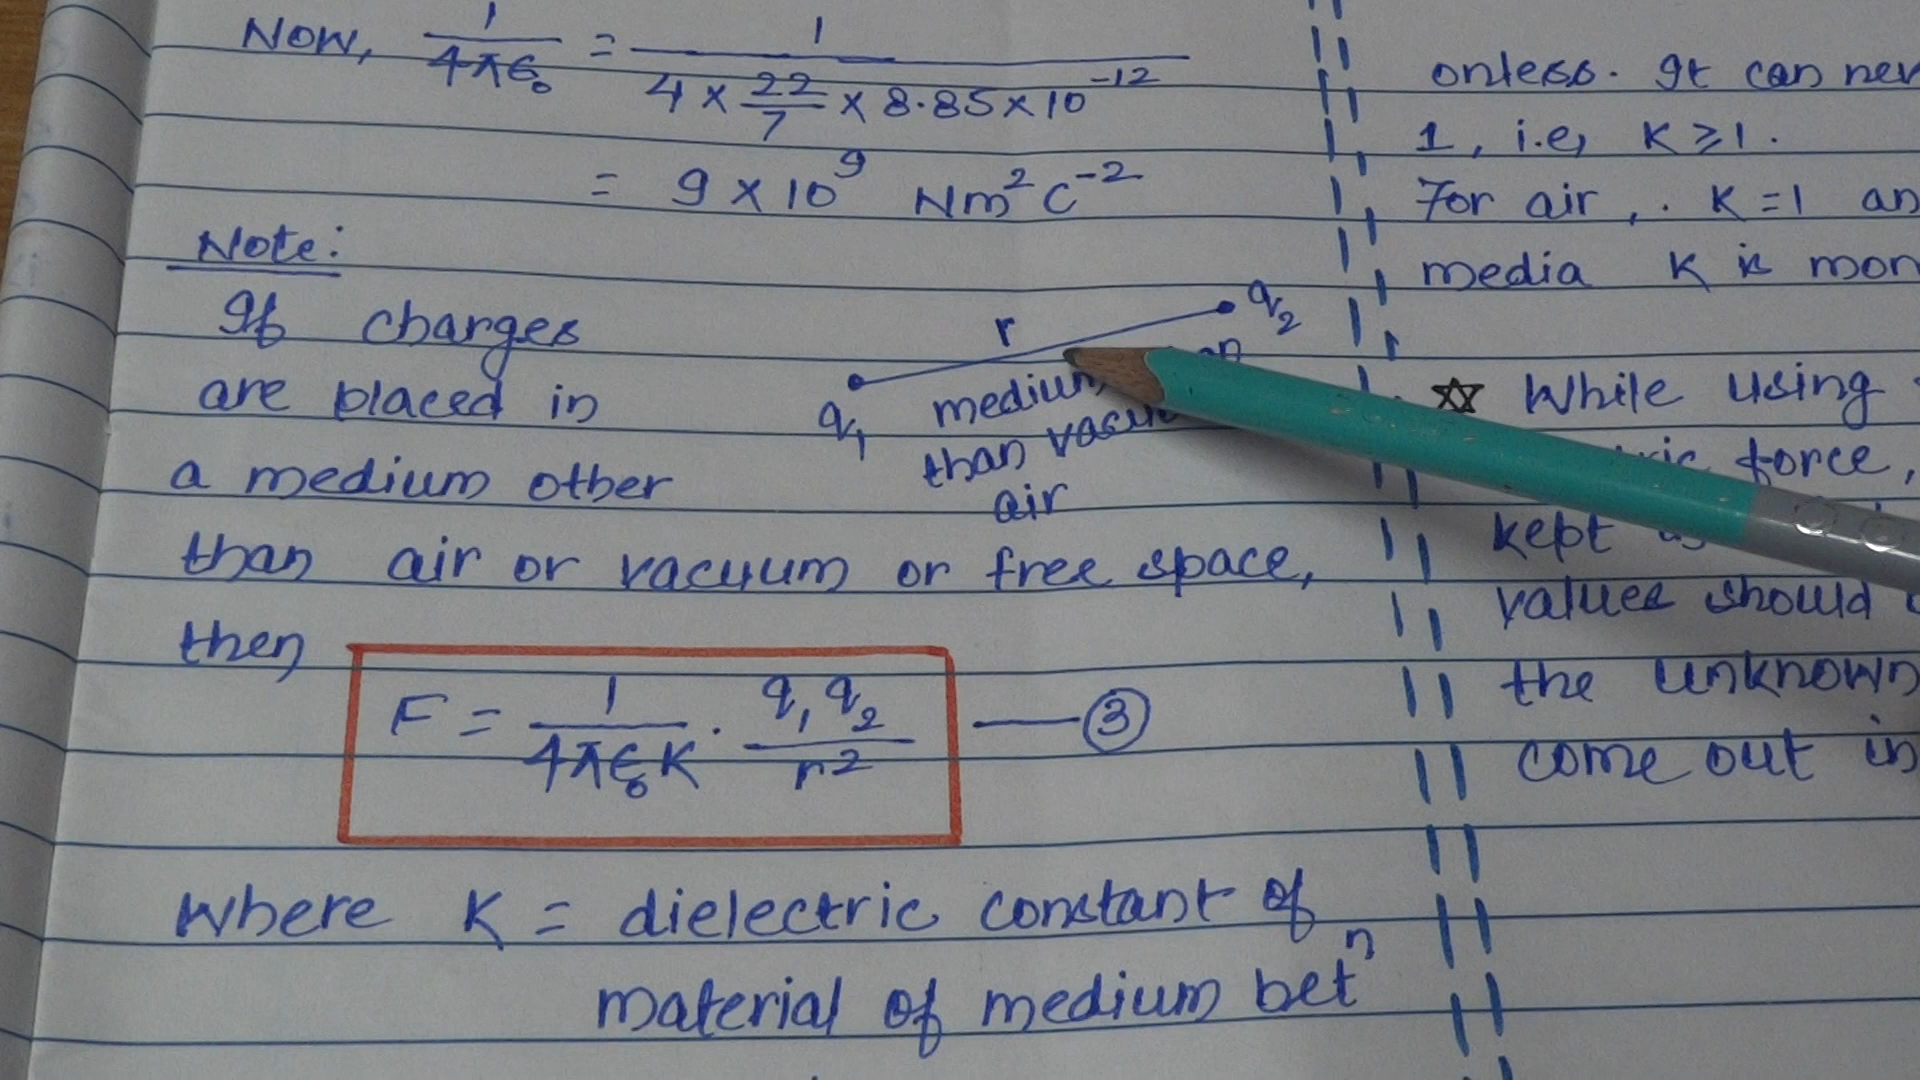 Now, 1/4πε₀ = 1/(4 × 22/7 × 8.85 × 10⁻¹²)
= 9 × 10⁹ Nm² C⁻²
Note:
If charges
are placed in
a medium other
than air or vacuum or free space,
then
F = 1/4πε₀K · q₁q₂/r² —— ③
where K = dielectric constant of
material of medium betⁿ
r
q₂
q₁
medium
than
air
onless. It can
1, i.e, K ≥ 1.
For air, . K = 1
media K is
☆ While using
force,
kept
values should
the unknown
come out in